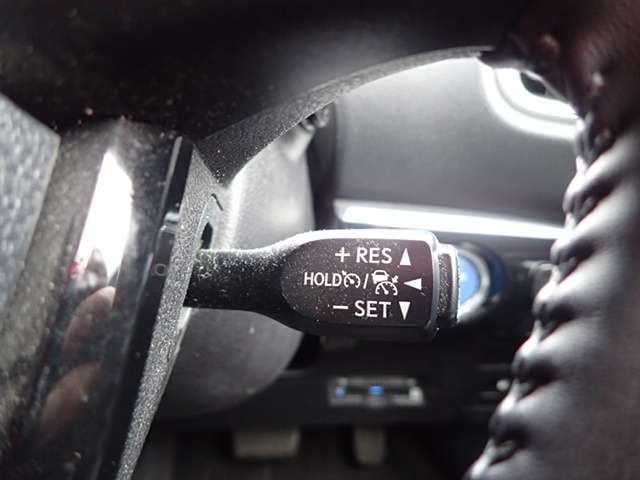 + RES ▲
HOLD / ◀
− SET ▼